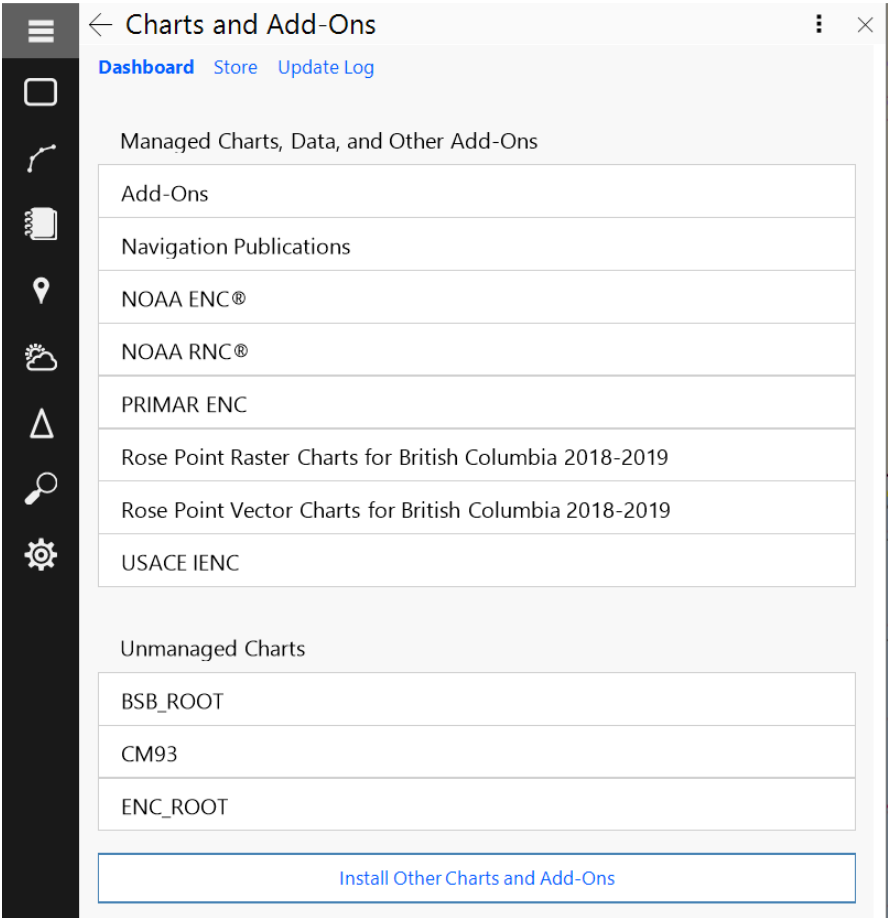 Charts and Add-Ons
Dashboard Store Update Log
Managed Charts, Data, and Other Add-Ons
Add-Ons
Navigation Publications
NOAA ENC®
NOAA RNC®
PRIMAR ENC
Rose Point Raster Charts for British Columbia 2018-2019
Rose Point Vector Charts for British Columbia 2018-2019
USACE IENC
Unmanaged Charts
BSB_ROOT
CM93
ENC_ROOT
Install Other Charts and Add-Ons